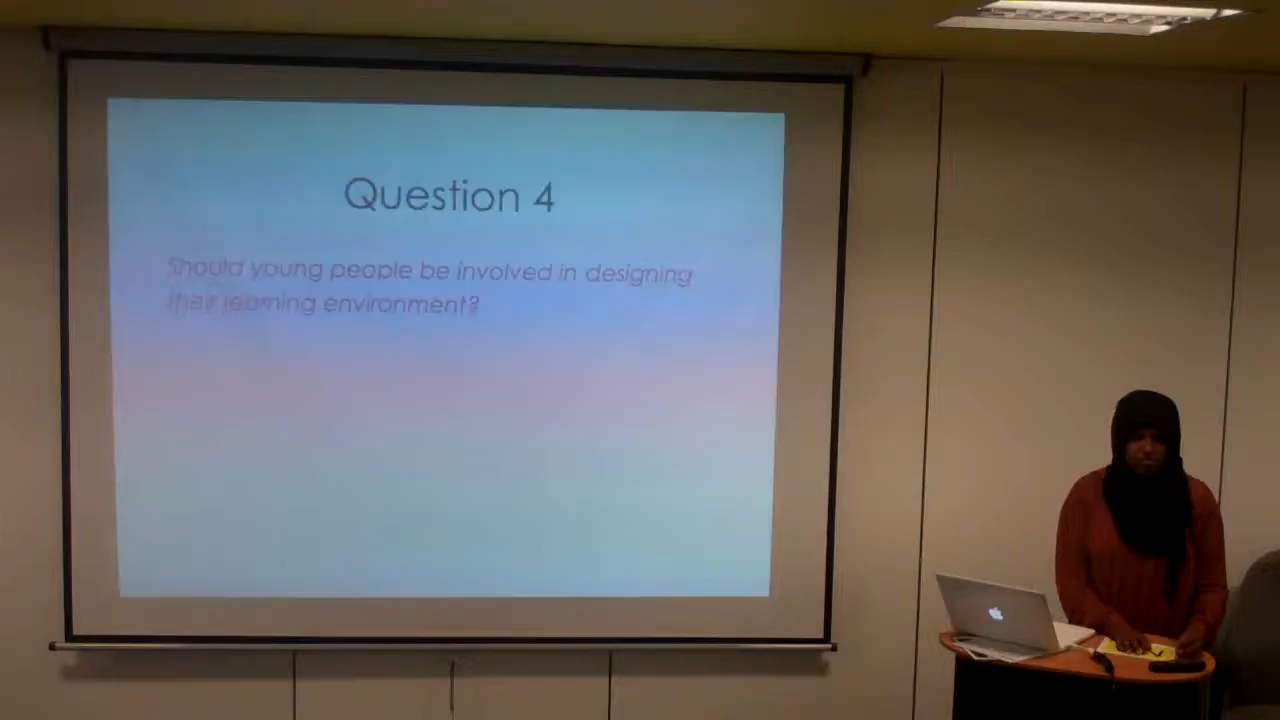 Question 4
Should young people be involved in designing
their learning environment?